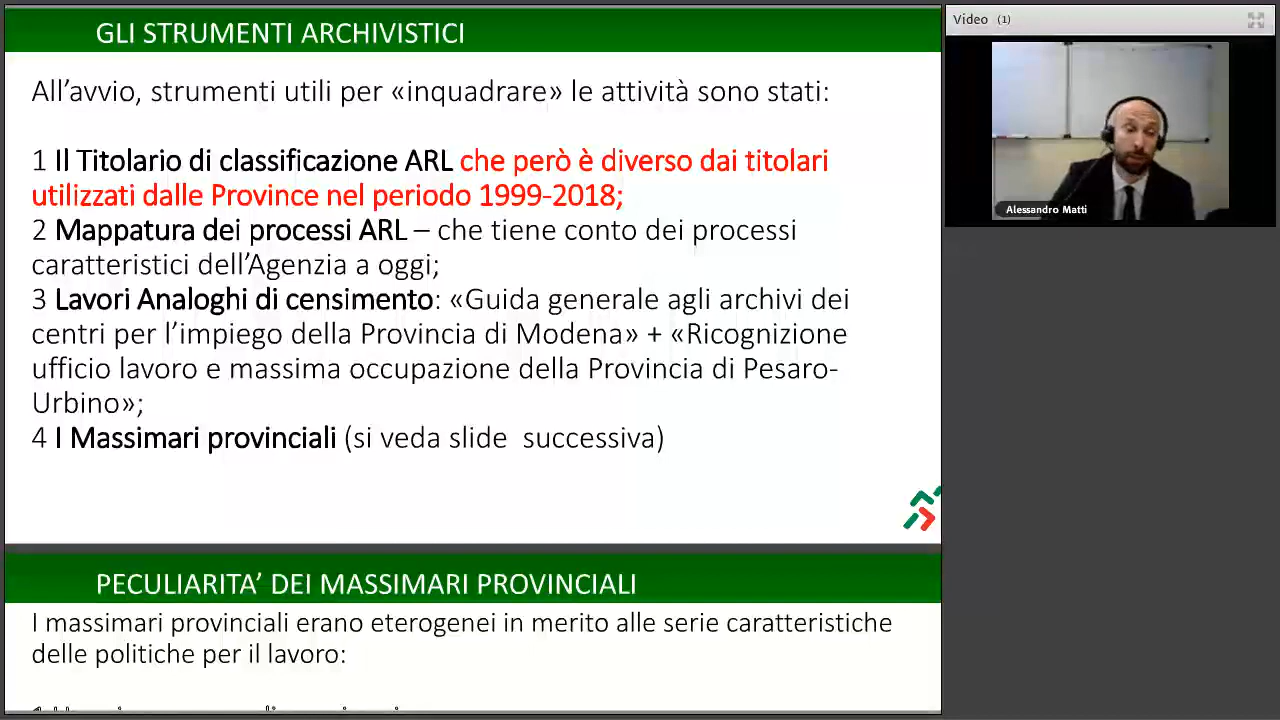 GLI STRUMENTI ARCHIVISTICI
All’avvio, strumenti utili per «inquadrare» le attività sono stati:
1 Il Titolario di classificazione ARL che però è diverso dai titolari
utilizzati dalle Province nel periodo 1999-2018;
2 Mappatura dei processi ARL – che tiene conto dei processi
caratteristici dell’Agenzia a oggi;
3 Lavori Analoghi di censimento: «Guida generale agli archivi dei
centri per l’impiego della Provincia di Modena» + «Ricognizione
ufficio lavoro e massima occupazione della Provincia di Pesaro-
Urbino»;
4 I Massimari provinciali (si veda slide successiva)
PECULIARITA’ DEI MASSIMARI PROVINCIALI
I massimari provinciali erano eterogenei in merito alle serie caratteristiche
delle politiche per il lavoro:
Video (1)
Alessandro Matti